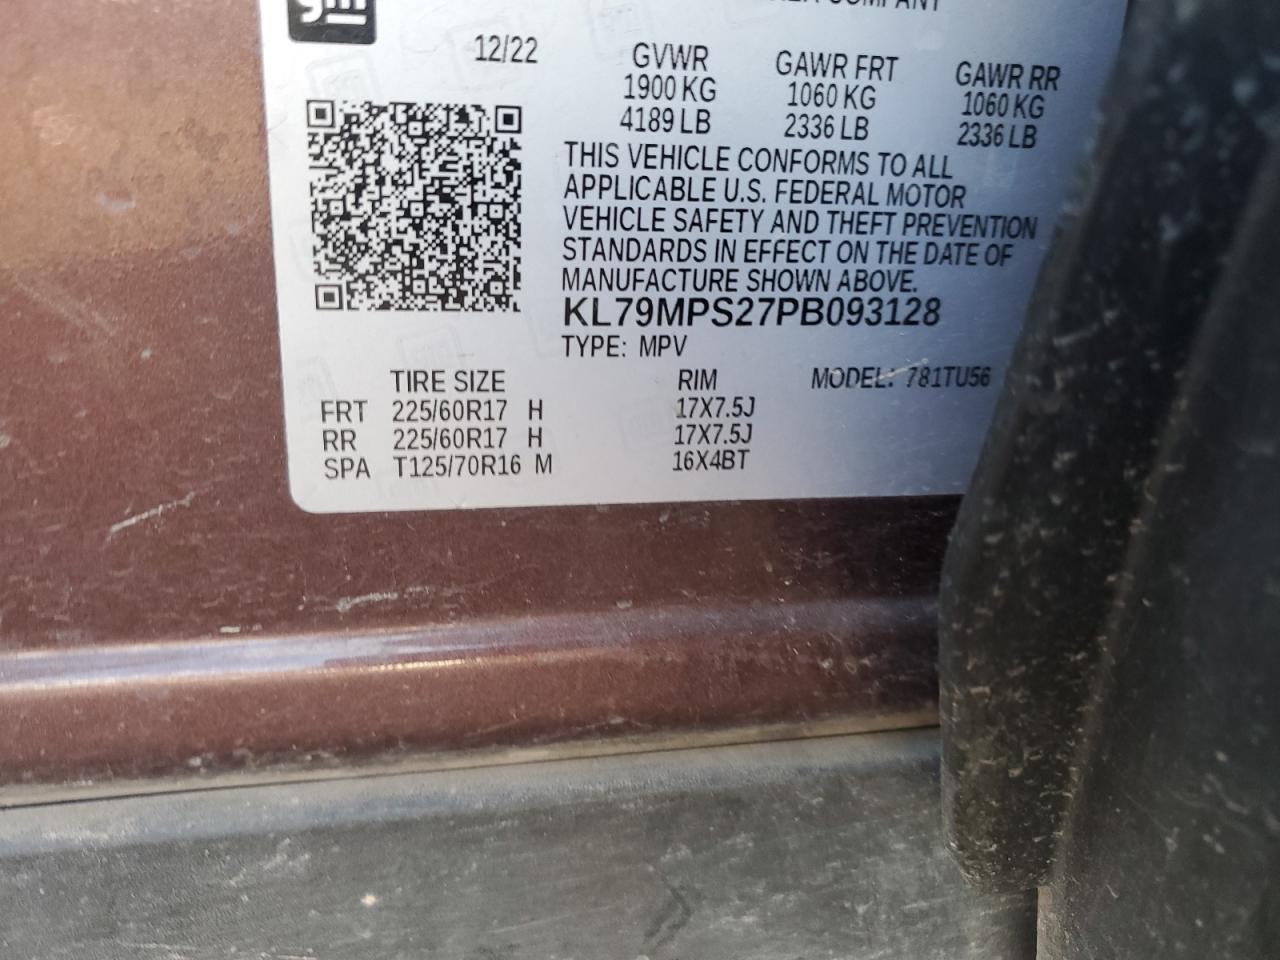 gm
COMPANY
12/22 GVWR GAWR FRT GAWR RR
1900 KG 1060 KG 1060 KG
4189 LB 2336 LB 2336 LB
THIS VEHICLE CONFORMS TO ALL
APPLICABLE U.S. FEDERAL MOTOR
VEHICLE SAFETY AND THEFT PREVENTION
STANDARDS IN EFFECT ON THE DATE OF
MANUFACTURE SHOWN ABOVE.
KL79MPS27PB093128
TYPE: MPV
TIRE SIZE RIM MODEL: 781TU56
FRT 225/60R17 H 17X7.5J
RR 225/60R17 H 17X7.5J
SPA T125/70R16 M 16X4BT